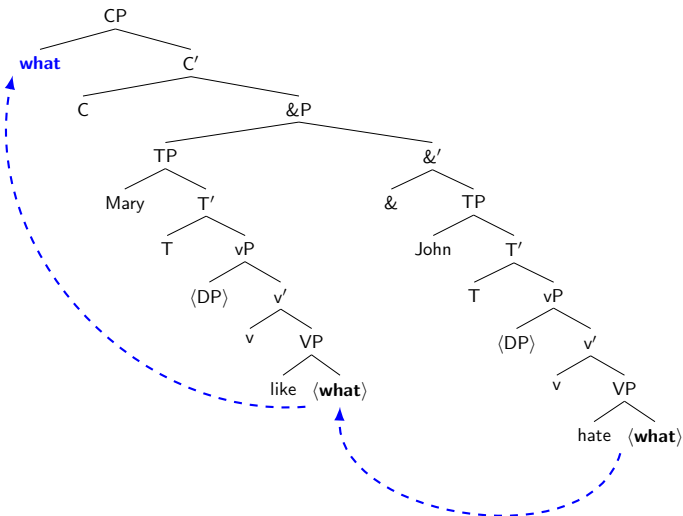 CP
what C′
C &P
TP &′
Mary T′ & TP
T vP John T′
⟨DP⟩ v′ T vP
v VP ⟨DP⟩ v′
like ⟨what⟩ v VP
hate ⟨what⟩